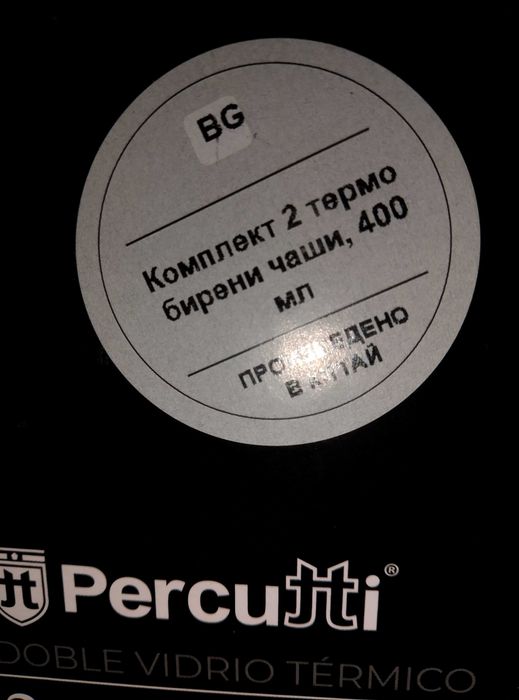 BG
Комплект 2 термо
бирени чаши, 400
мл
ПРОИЗВЕДЕНО
В КИТАЙ
Percutti®
DOBLE VIDRIO TÉRMICO